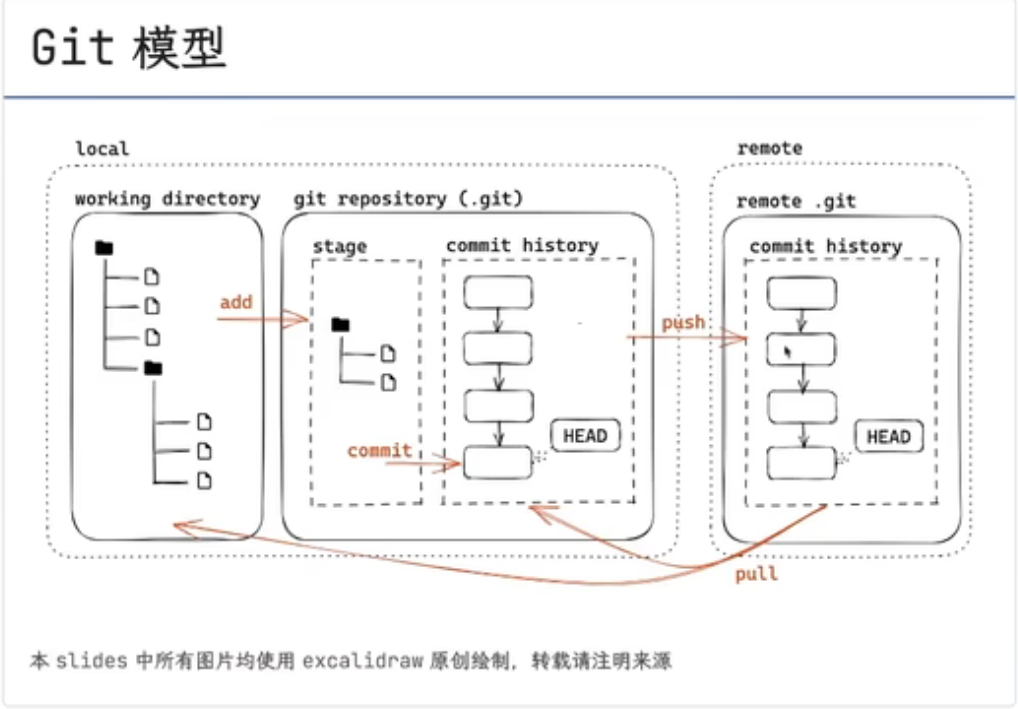 Git 模型
local
remote
working directory
git repository (.git)
remote .git
stage
commit history
commit history
add
push
commit
HEAD
HEAD
pull
本 slides 中所有图片均使用 excalidraw 原创绘制，转载请注明来源